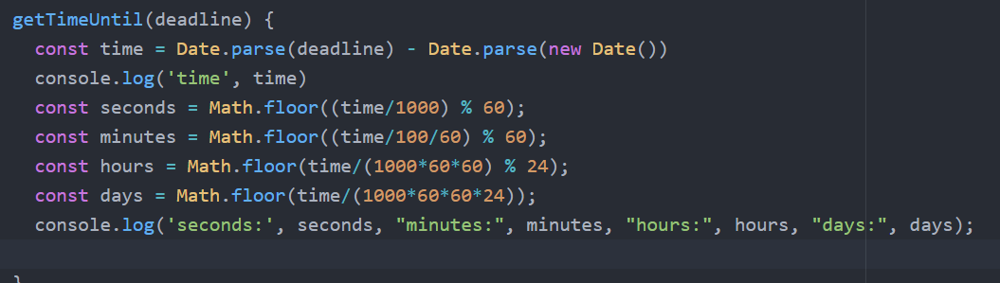 getTimeUntil(deadline) {
const time = Date.parse(deadline) - Date.parse(new Date())
console.log('time', time)
const seconds = Math.floor((time/1000) % 60);
const minutes = Math.floor((time/100/60) % 60);
const hours = Math.floor(time/(1000*60*60) % 24);
const days = Math.floor(time/(1000*60*60*24));
console.log('seconds:', seconds, "minutes:", minutes, "hours:", hours, "days:", days);
}